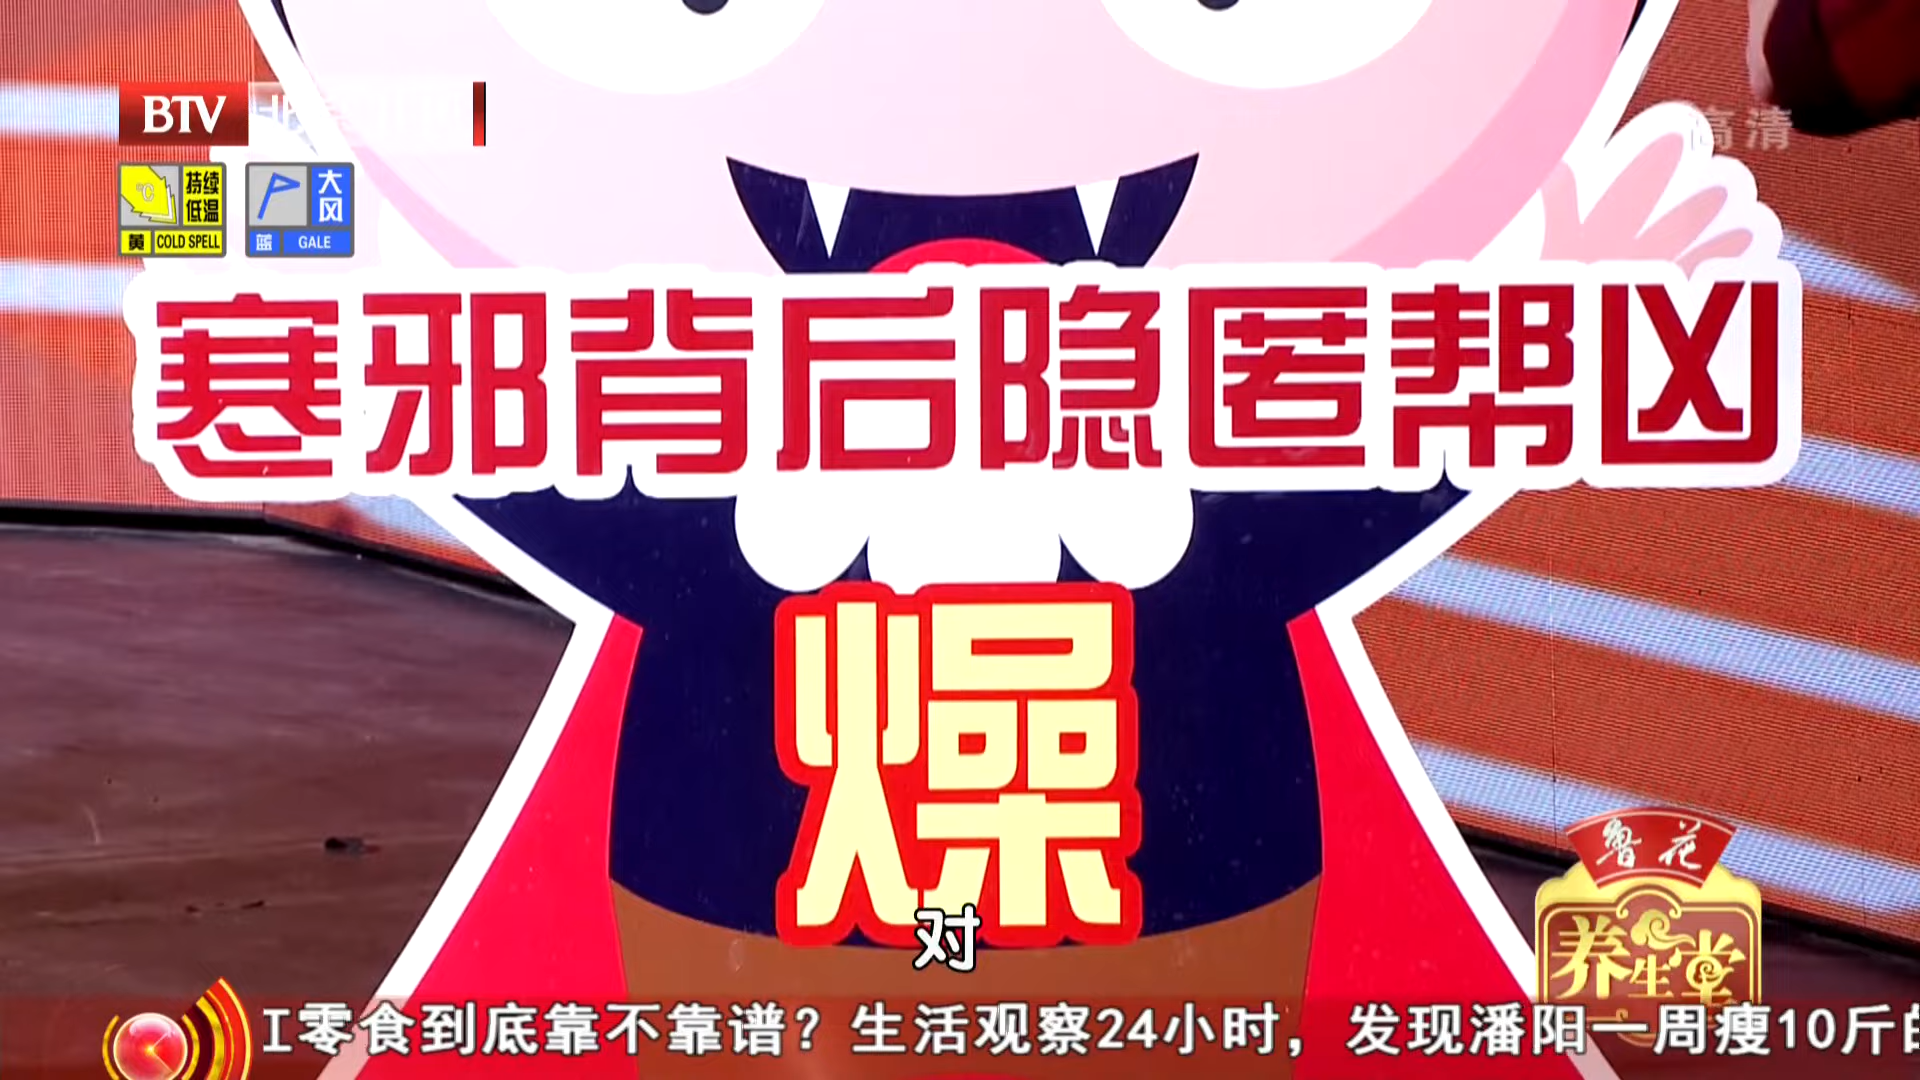 BTV
高清
持续
低温
°C
黄 COLD SPELL
大
风
蓝 GALE
寒邪背后隐匿帮凶
燥
对
鲁花
养生堂
I零食到底靠不靠谱？生活观察24小时，发现潘阳一周瘦10斤的